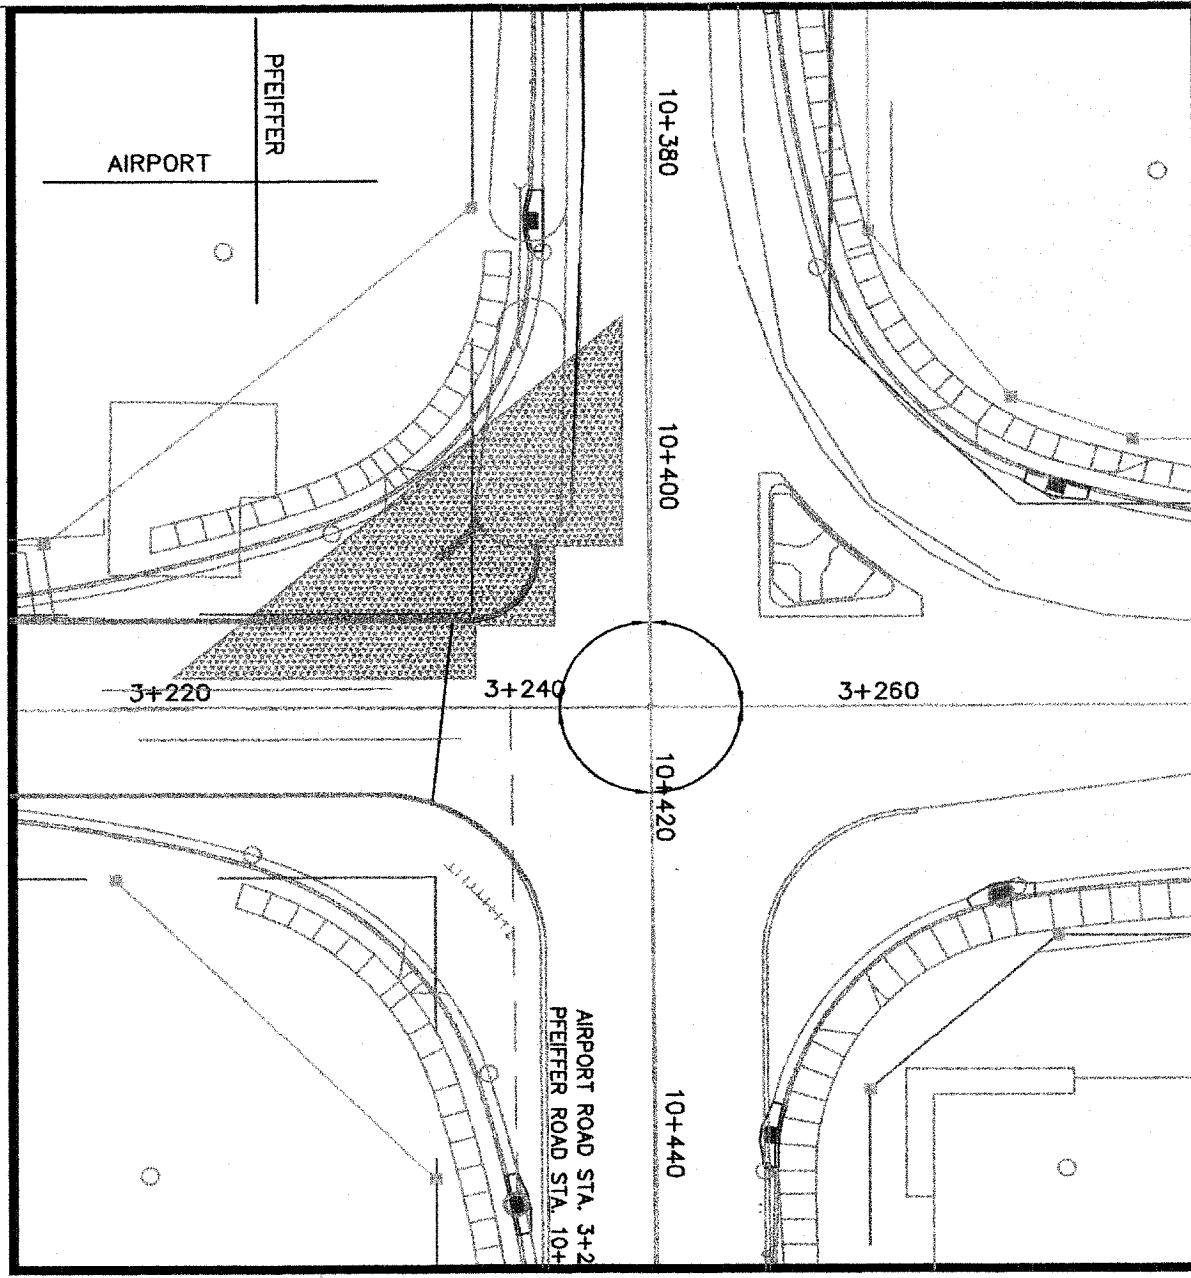 PFEIFFER
AIRPORT
10+380
10+400
3+220
3+240
3+260
10+420
AIRPORT ROAD STA. 3+2
PFEIFFER ROAD STA. 10+
10+440